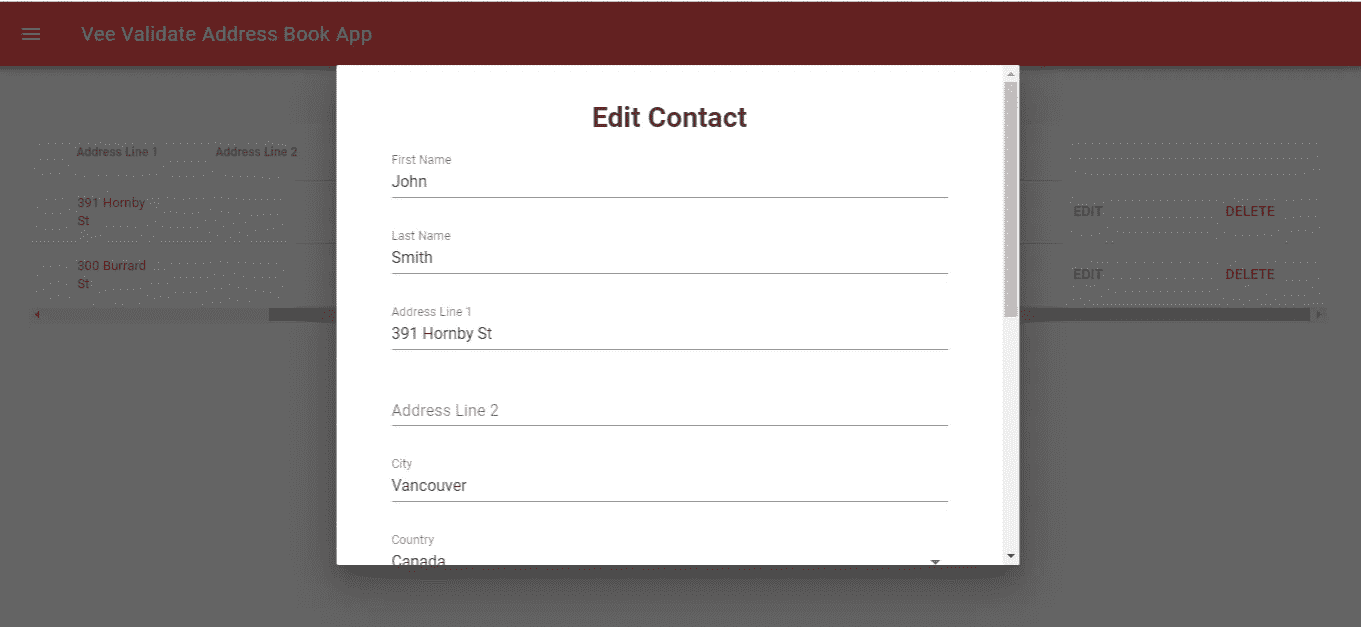 Vee Validate Address Book App
Edit Contact
Address Line 1 Address Line 2
First Name
John
391 Hornby
St
EDIT DELETE
Last Name
Smith
300 Burrard
St
EDIT DELETE
Address Line 1
391 Hornby St
Address Line 2
City
Vancouver
Country
Canada